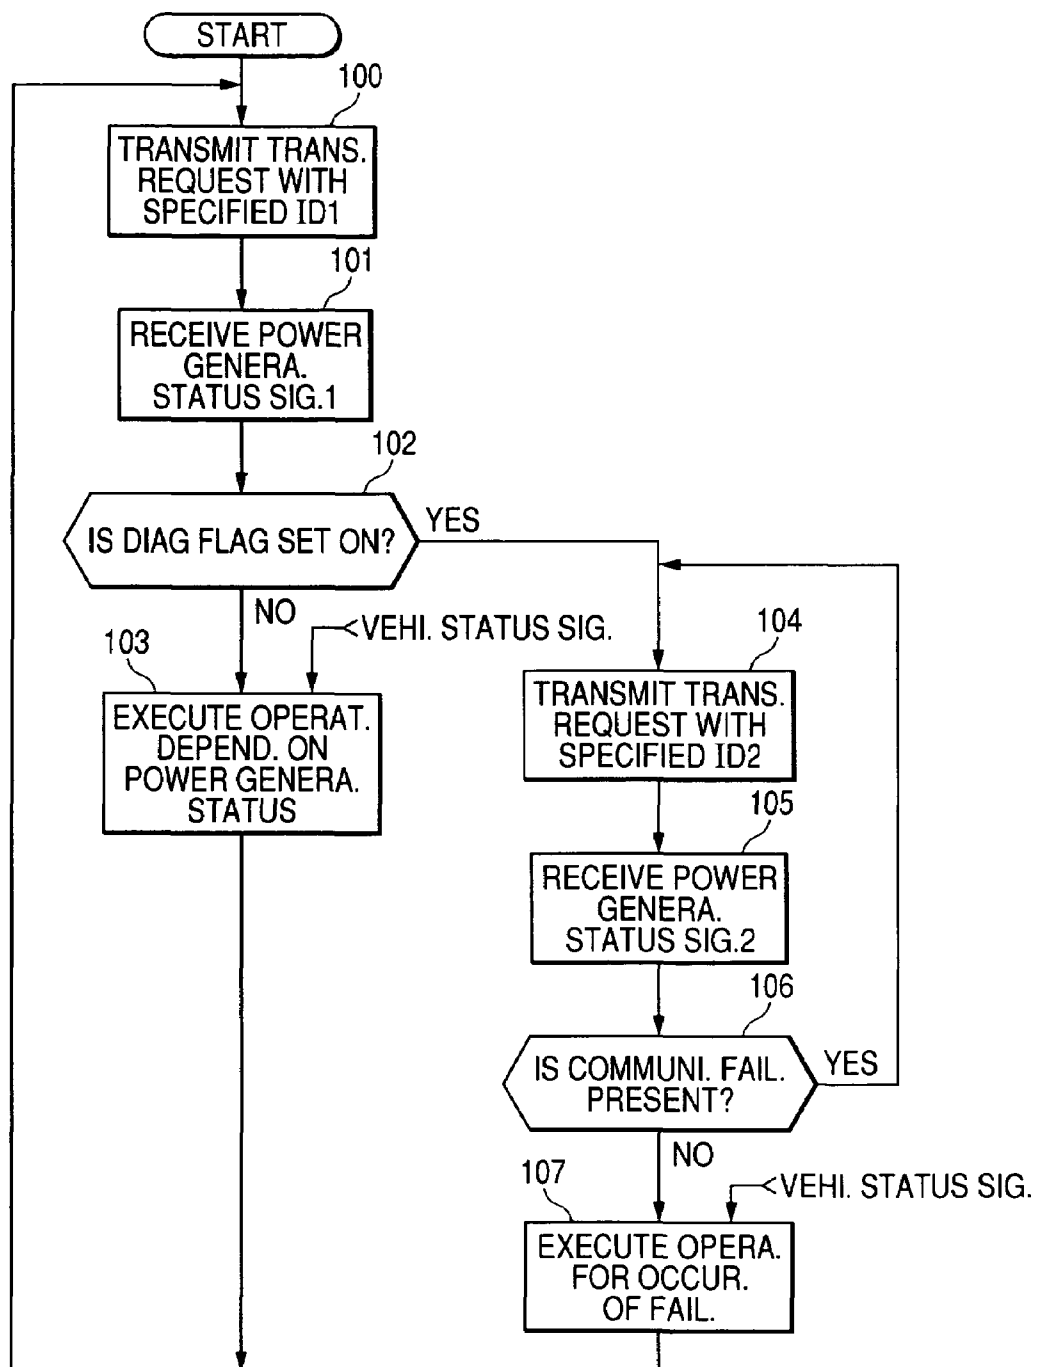 START
100
TRANSMIT TRANS.
REQUEST WITH
SPECIFIED ID1
101
RECEIVE POWER
GENERA.
STATUS SIG.1
102
IS DIAG FLAG SET ON?
YES
NO
VEHI. STATUS SIG.
103
EXECUTE OPERAT.
DEPEND. ON
POWER GENERA.
STATUS
104
TRANSMIT TRANS.
REQUEST WITH
SPECIFIED ID2
105
RECEIVE POWER
GENERA.
STATUS SIG.2
106
IS COMMUNI. FAIL.
PRESENT?
YES
NO
VEHI. STATUS SIG.
107
EXECUTE OPERA.
FOR OCCUR.
OF FAIL.